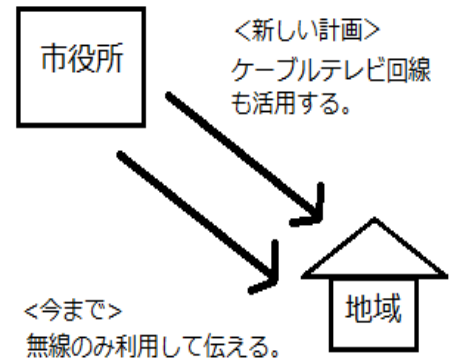 市役所
<新しい計画>
ケーブルテレビ回線
も活用する。
地域
<今まで>
無線のみ利用して伝える。